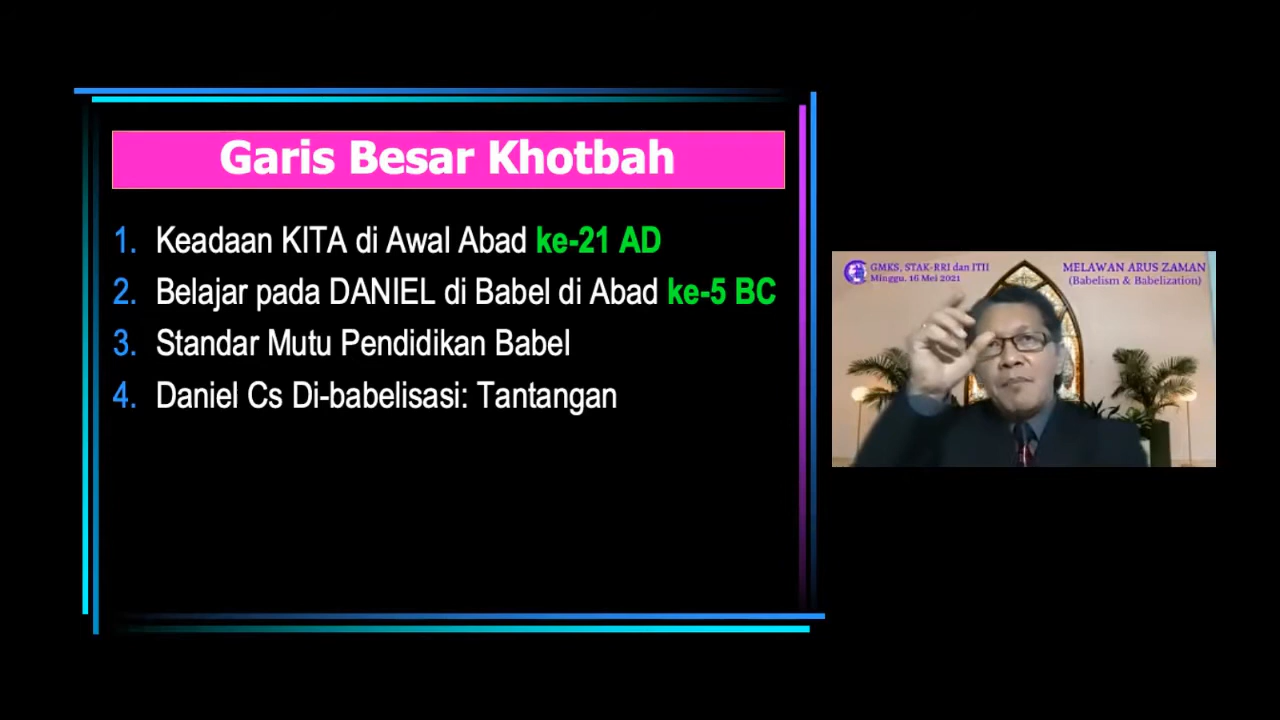 Garis Besar Khotbah
1. Keadaan KITA di Awal Abad ke-21 AD
2. Belajar pada DANIEL di Babel di Abad ke-5 BC
3. Standar Mutu Pendidikan Babel
4. Daniel Cs Di-babelisasi: Tantangan
GMKS, STAK-RRI dan ITII
Minggu. 16 Mei 2021
MELAWAN ARUS ZAMAN
(Babelism & Babelization)